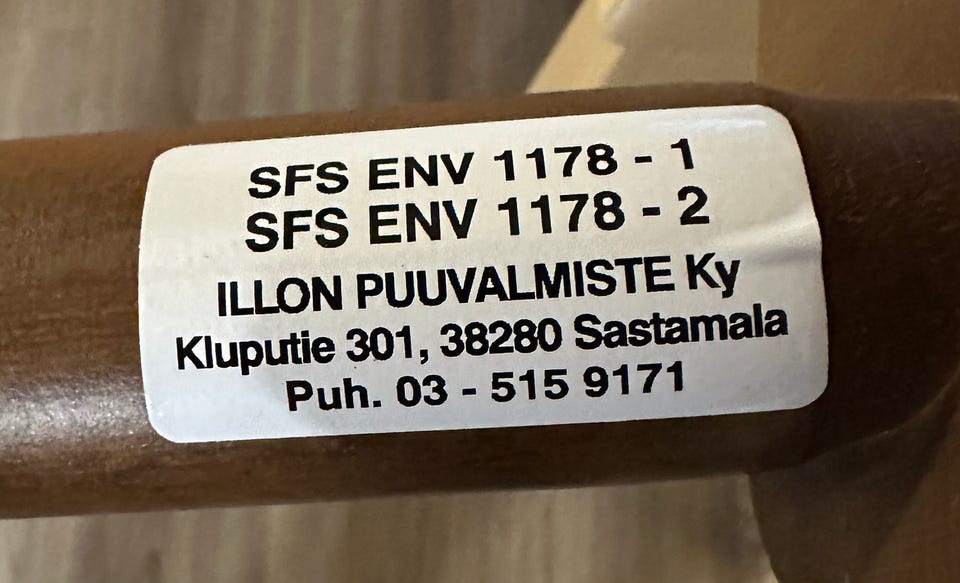 SFS ENV 1178 - 1
SFS ENV 1178 - 2
ILLON PUUVALMISTE Ky
Kluputie 301, 38280 Sastamala
Puh. 03 - 515 9171